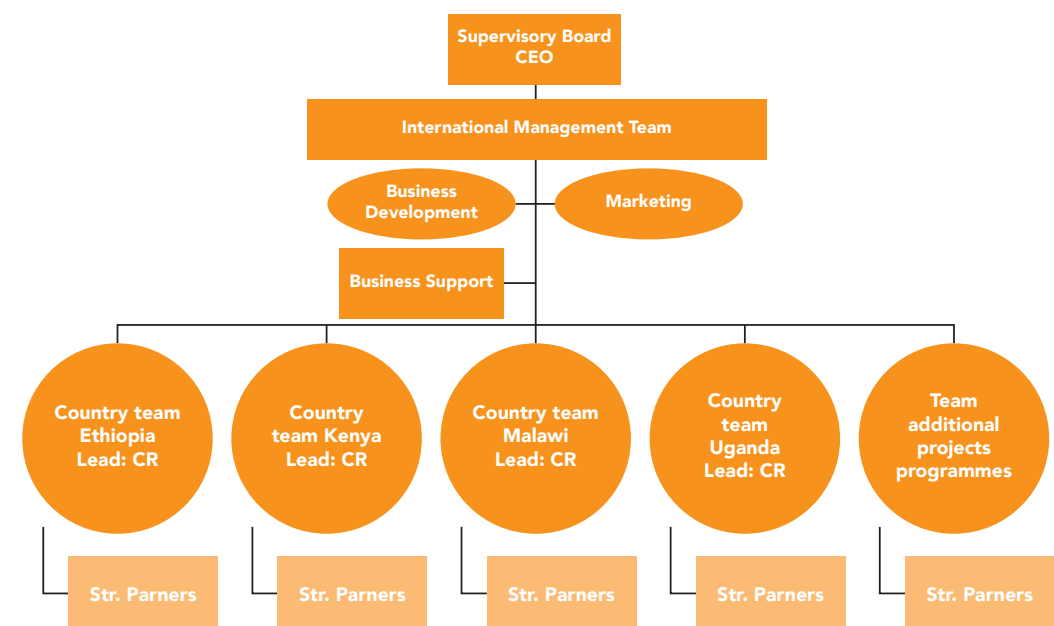 Supervisory Board
CEO
International Management Team
Business
Development
Marketing
Business Support
Country team
Ethiopia
Lead: CR
Country
team Kenya
Lead: CR
Country team
Malawi
Lead: CR
Country
team
Uganda
Lead: CR
Team
additional
projects
programmes
Str. Parners
Str. Parners
Str. Parners
Str. Parners
Str. Parners